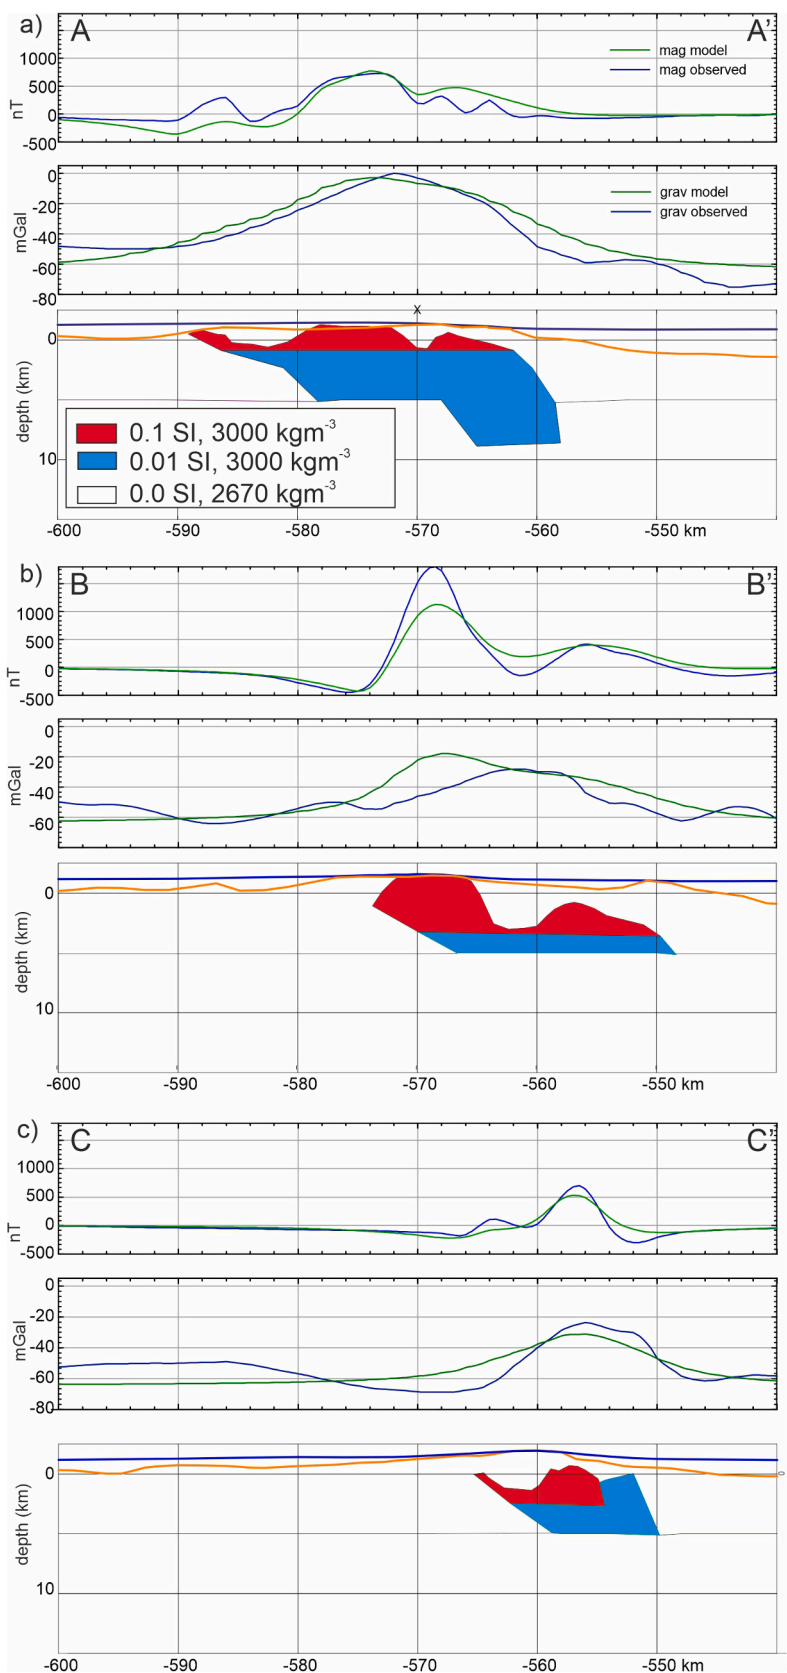 a) A A'
1000
500
0
-500
nT
mag model
mag observed
0
-20
-40
-60
-80
mGal
grav model
grav observed
x
0
10
depth (km)
0.1 SI, 3000 kgm-3
0.01 SI, 3000 kgm-3
0.0 SI, 2670 kgm-3
-600 -590 -580 -570 -560 -550 km
b) B B'
1000
500
0
-500
nT
0
-20
-40
-60
mGal
0
10
depth (km)
-600 -590 -580 -570 -560 -550 km
c) C C'
1000
500
0
-500
nT
0
-20
-40
-60
-80
mGal
0
0
10
depth (km)
-600 -590 -580 -570 -560 -550 km